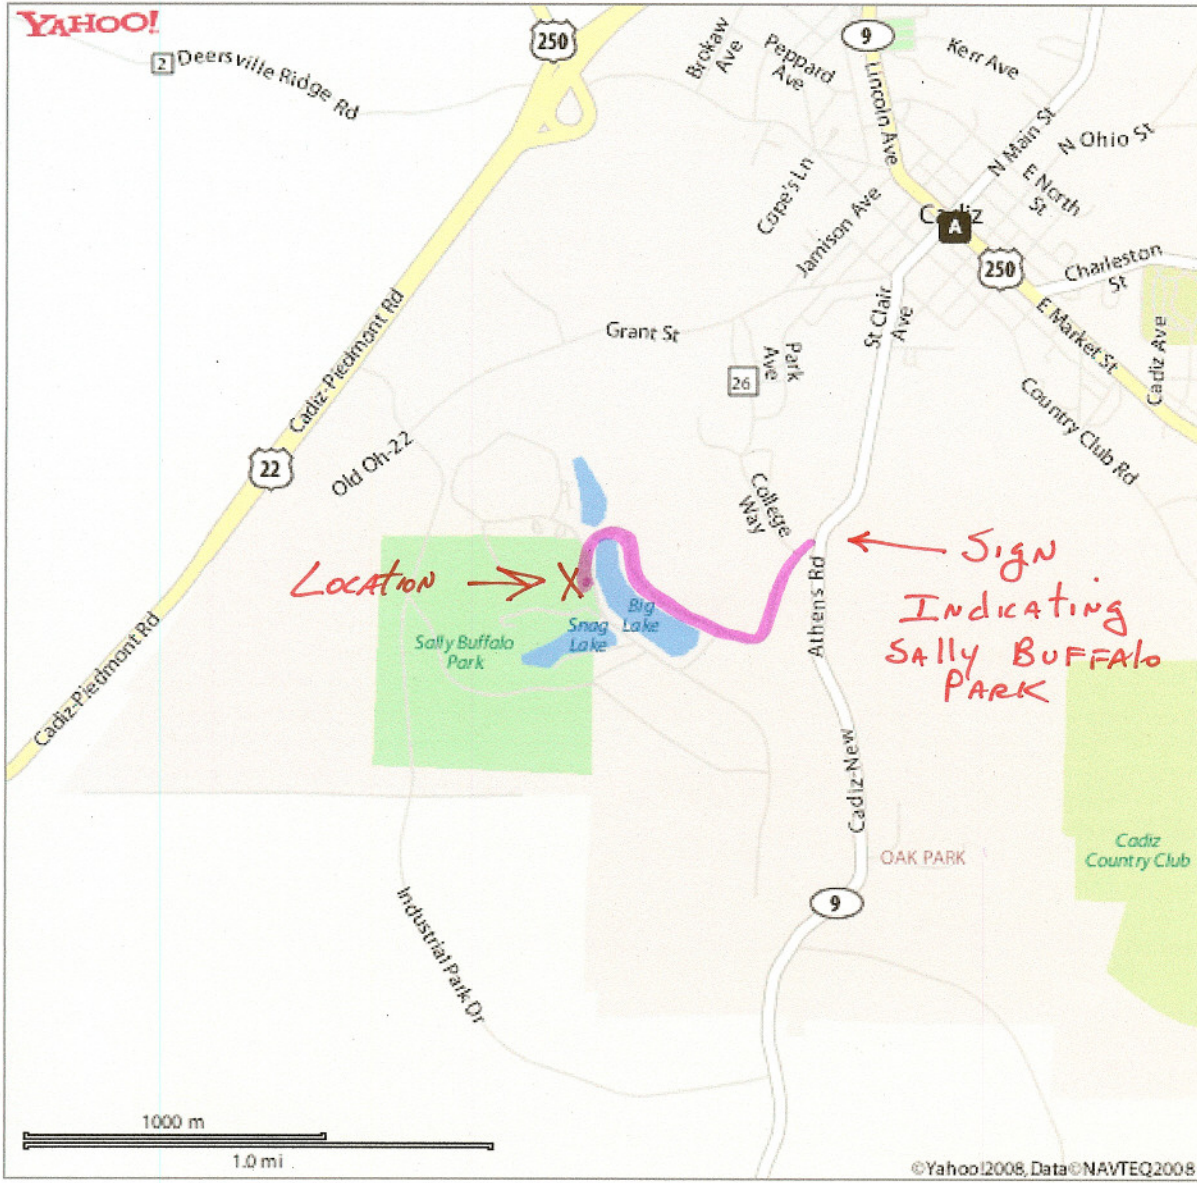 YAHOO!
2
Deersville Ridge Rd
250
Brokaw
Ave
Peppard
Ave
9
Lincoln Ave
Kerr Ave
N Main St
N Ohio St
E North
St
Cope's Ln
Jamison Ave
Cadiz
A
250
Charleston
St
St Clair
Ave
E Market St
Cadiz Ave
Country Club Rd
Grant St
Park
Ave
26
Cadiz-Piedmont Rd
22
Old Oh-22
College
Way
Location
X
Sign
Indicating
Sally Buffalo
Park
Athens Rd
Big
Lake
Snag
Lake
Sally Buffalo
Park
Cadiz-Piedmont Rd
Cadiz-New
OAK PARK
Cadiz
Country Club
9
Industrial Park Dr
1000 m
1.0 mi
©Yahoo!2008, Data©NAVTEQ2008